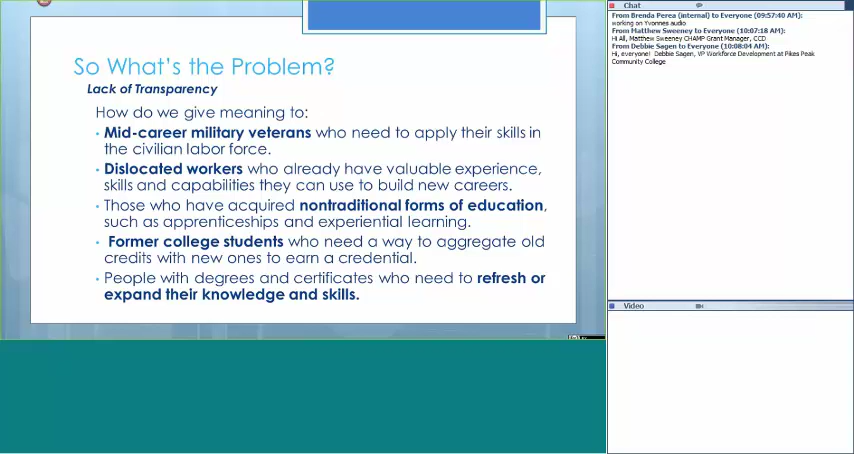 So What's the Problem?
Lack of Transparency
How do we give meaning to:
• Mid-career military veterans who need to apply their skills in
the civilian labor force.
• Dislocated workers who already have valuable experience,
skills and capabilities they can use to build new careers.
• Those who have acquired nontraditional forms of education,
such as apprenticeships and experiential learning.
• Former college students who need a way to aggregate old
credits with new ones to earn a credential.
• People with degrees and certificates who need to refresh or
expand their knowledge and skills.
Chat
From Brenda Perea (internal) to Everyone (09:57:40 AM):
working on Yvonnes audio
From Matthew Sweeney to Everyone (10:07:18 AM):
Hi All, Matthew Sweeney CHAMP Grant Manager, CCD
From Debbie Sagen to Everyone (10:08:04 AM):
Hi, everyone! Debbie Sagen, VP Workforce Development at Pikes Peak
Community College
Video